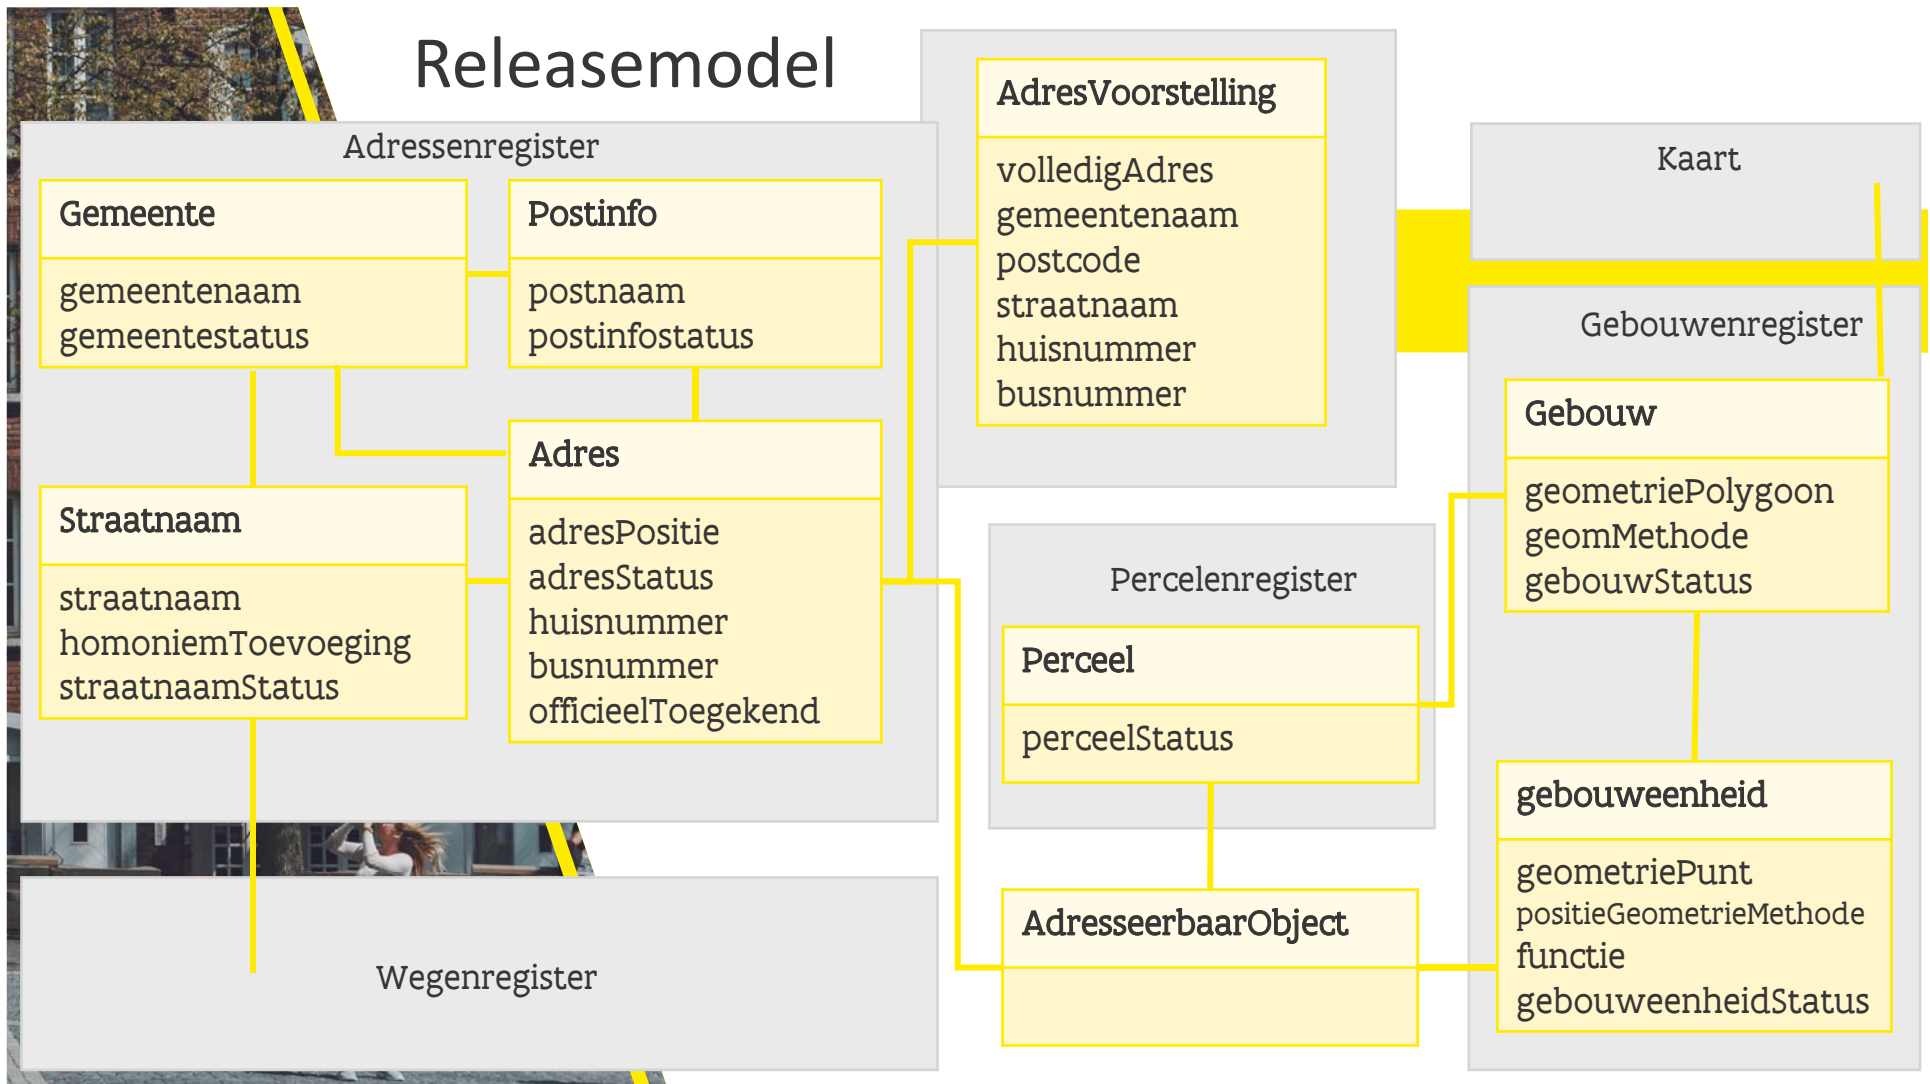 Releasemodel
Adressenregister
Gemeente
gemeentenaam
gemeentestatus
Postinfo
postnaam
postinfostatus
Straatnaam
straatnaam
homoniemToevoeging
straatnaamStatus
Adres
adresPositie
adresStatus
huisnummer
busnummer
officieelToegekend
Wegenregister
AdresVoorstelling
volledigAdres
gemeentenaam
postcode
straatnaam
huisnummer
busnummer
Percelenregister
Perceel
perceelStatus
AdresseerbaarObject
Kaart
Gebouwenregister
Gebouw
geometriePolygoon
geomMethode
gebouwStatus
gebouweenheid
geometriePunt
positieGeometrieMethode
functie
gebouweenheidStatus